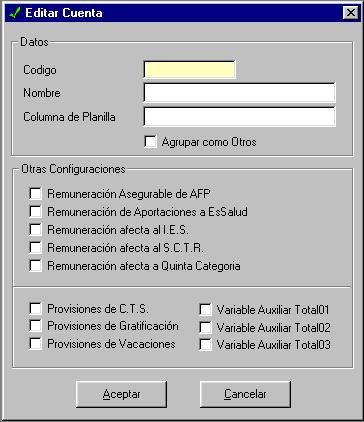 Editar Cuenta
Datos
Codigo
Nombre
Columna de Planilla
Agrupar como Otros
Otras Configuraciones
Remuneración Asegurable de AFP
Remuneración de Aportaciones a EsSalud
Remuneración afecta al I.E.S.
Remuneración afecta al S.C.T.R.
Remuneración afecta a Quinta Categoria
Provisiones de C.T.S.
Variable Auxiliar Total01
Provisiones de Gratificación
Variable Auxiliar Total02
Provisiones de Vacaciones
Variable Auxiliar Total03
Aceptar
Cancelar